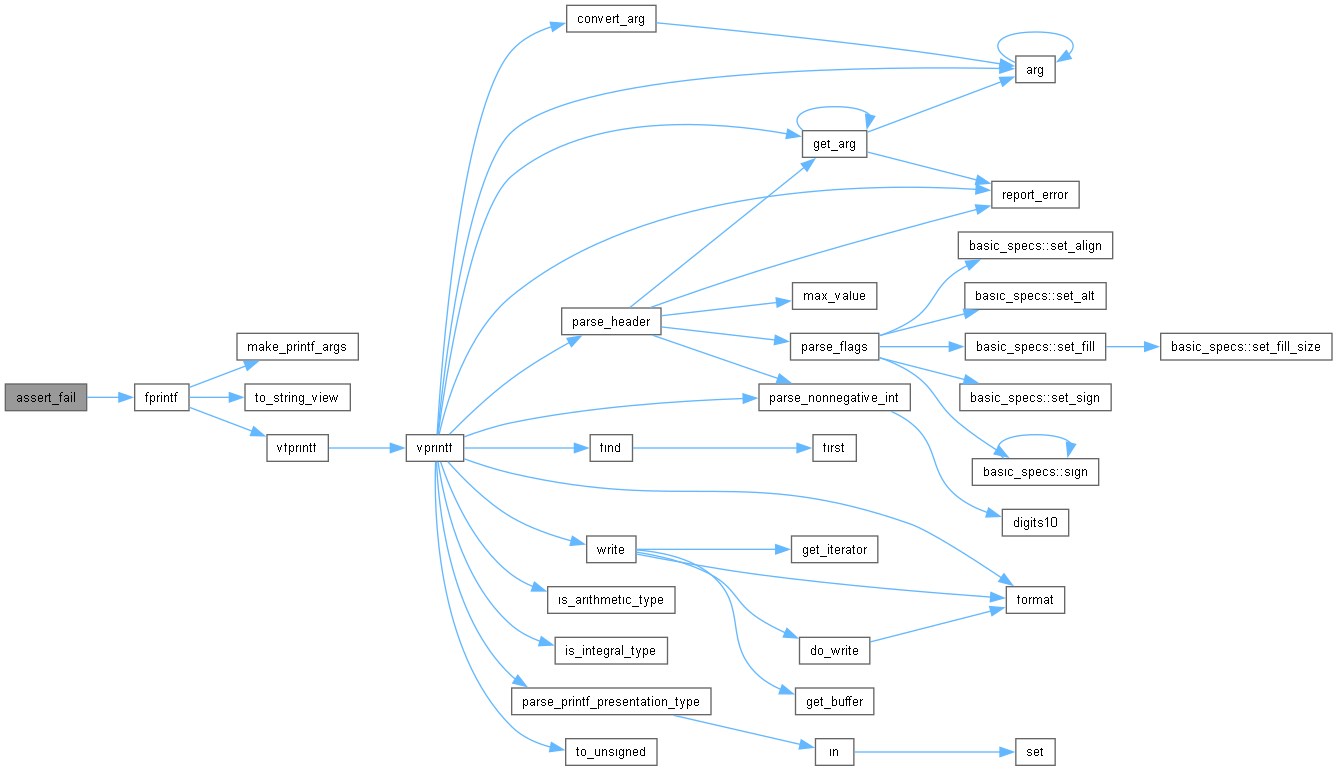 convert_arg
arg
get_arg
report_error
basic_specs::set_align
max_value
basic_specs::set_alt
parse_header
make_printf_args
parse_flags
basic_specs::set_fill
basic_specs::set_fill_size
assert_fail
fprintf
to_string_view
parse_nonnegative_int
basic_specs::set_sign
vfprintf
vprintf
find
first
basic_specs::sign
digits10
write
get_iterator
is_arithmetic_type
format
is_integral_type
do_write
parse_printf_presentation_type
get_buffer
to_unsigned
in
set